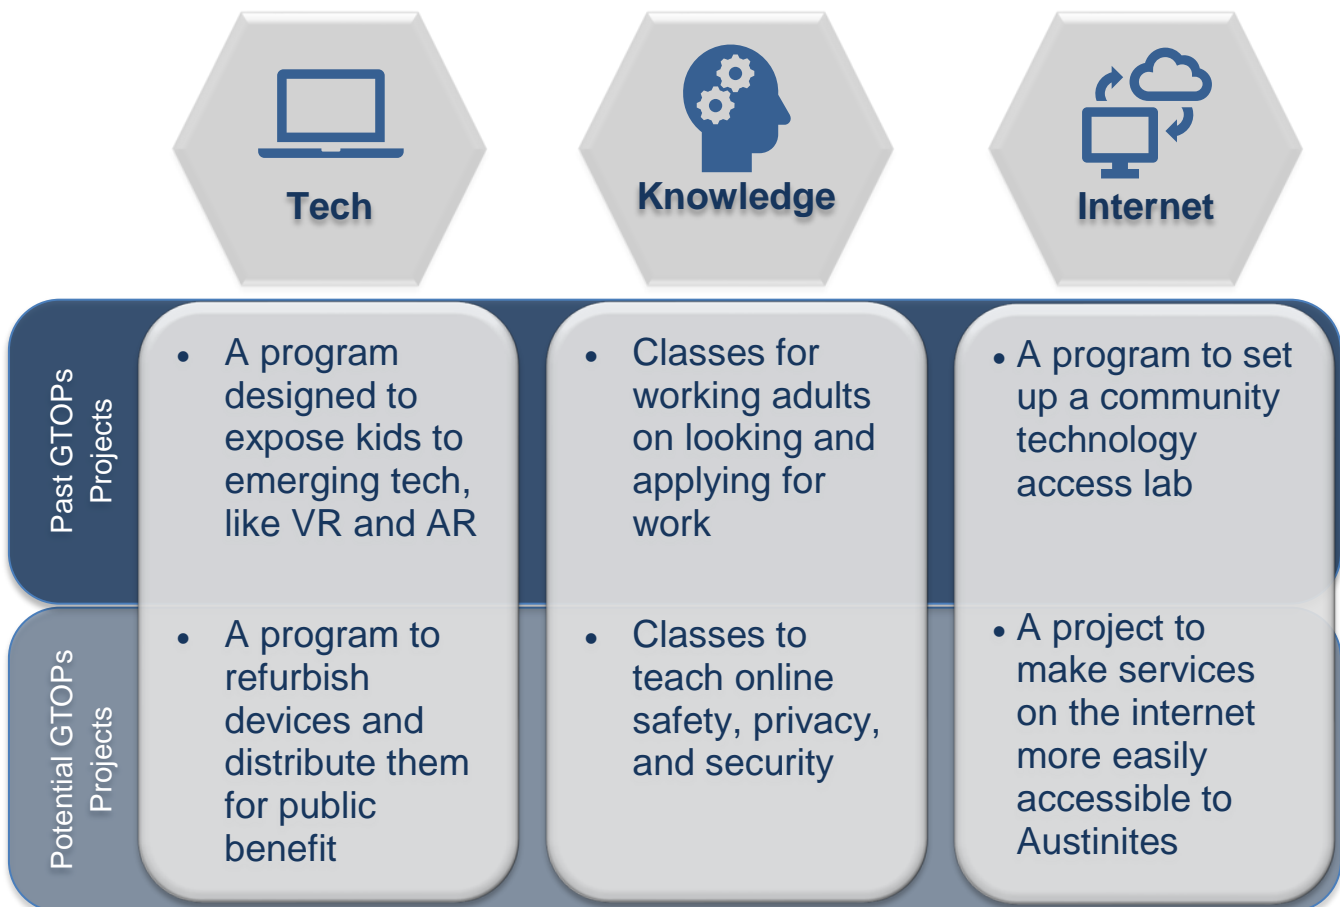 Tech
Knowledge
Internet
Past GTOPs
Projects
• A program
designed to
expose kids to
emerging tech,
like VR and AR
• Classes for
working adults
on looking and
applying for
work
• A program to set
up a community
technology
access lab
Potential GTOPs
Projects
• A program to
refurbish
devices and
distribute them
for public
benefit
• Classes to
teach online
safety, privacy,
and security
• A project to
make services
on the internet
more easily
accessible to
Austinites